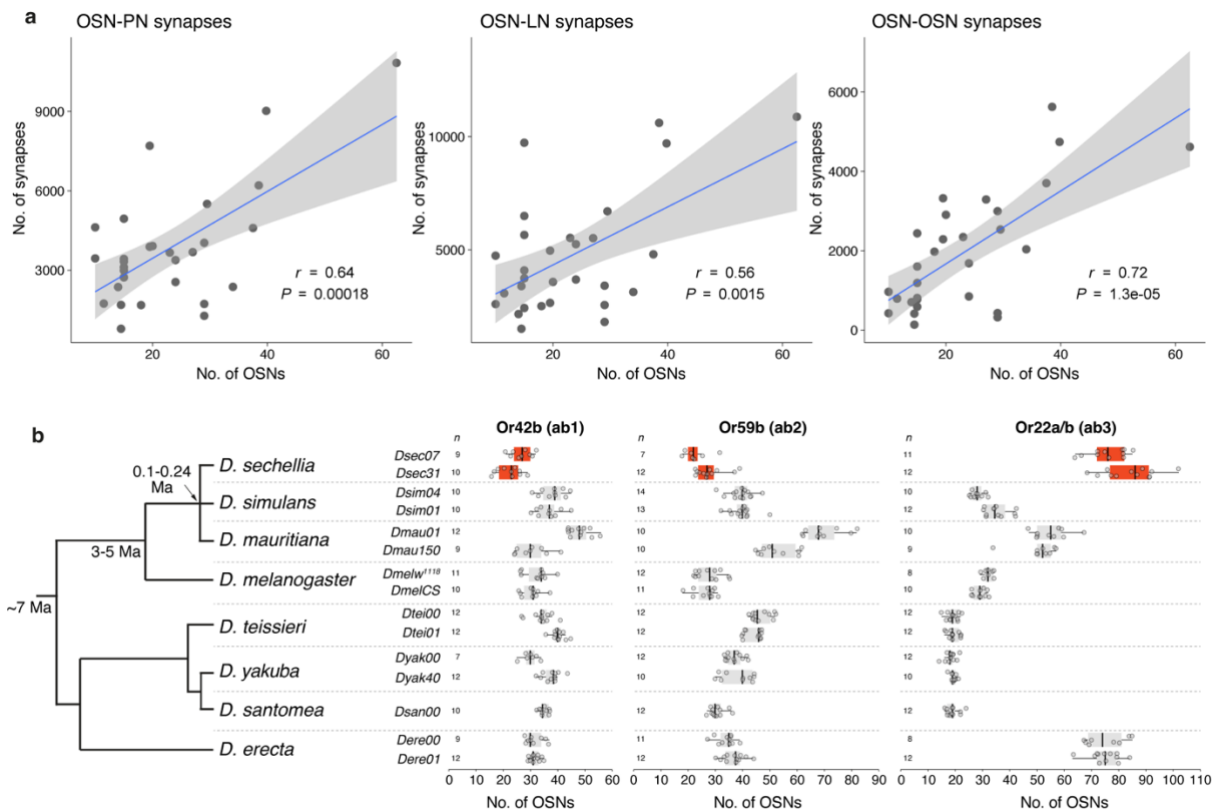 a
OSN-PN synapses
OSN-LN synapses
OSN-OSN synapses
No. of synapses
9000
6000
3000
r = 0.64
P = 0.00018
20
40
60
No. of OSNs
No. of synapses
10000
5000
r = 0.56
P = 0.0015
20
40
60
No. of OSNs
No. of synapses
6000
4000
2000
0
r = 0.72
P = 1.3e-05
20
40
60
No. of OSNs
b
Or42b (ab1)
Or59b (ab2)
Or22a/b (ab3)
n
n
n
0.1-0.24
Ma
3-5 Ma
~7 Ma
D. sechellia
Dsec07 9 7 11
Dsec31 10 12 12
D. simulans
Dsim04 10 14 10
Dsim01 10 13 12
D. mauritiana
Dmau01 12 10 10
Dmau150 9 10 9
D. melanogaster
Dmelw1118 11 12 8
DmelCS 12 11 10
D. teissieri
Dtei00 12 12 12
Dtei01 12 12 12
D. yakuba
Dyak00 7 12 12
Dyak40 12 10 10
D. santomea
Dsan00 10 12 12
D. erecta
Dere00 9 11 8
Dere01 12 12 12
0 10 20 30 40 50 60
0 10 20 30 40 50 60 70 80 90
0 10 20 30 40 50 60 70 80 90 100 110
No. of OSNs
No. of OSNs
No. of OSNs